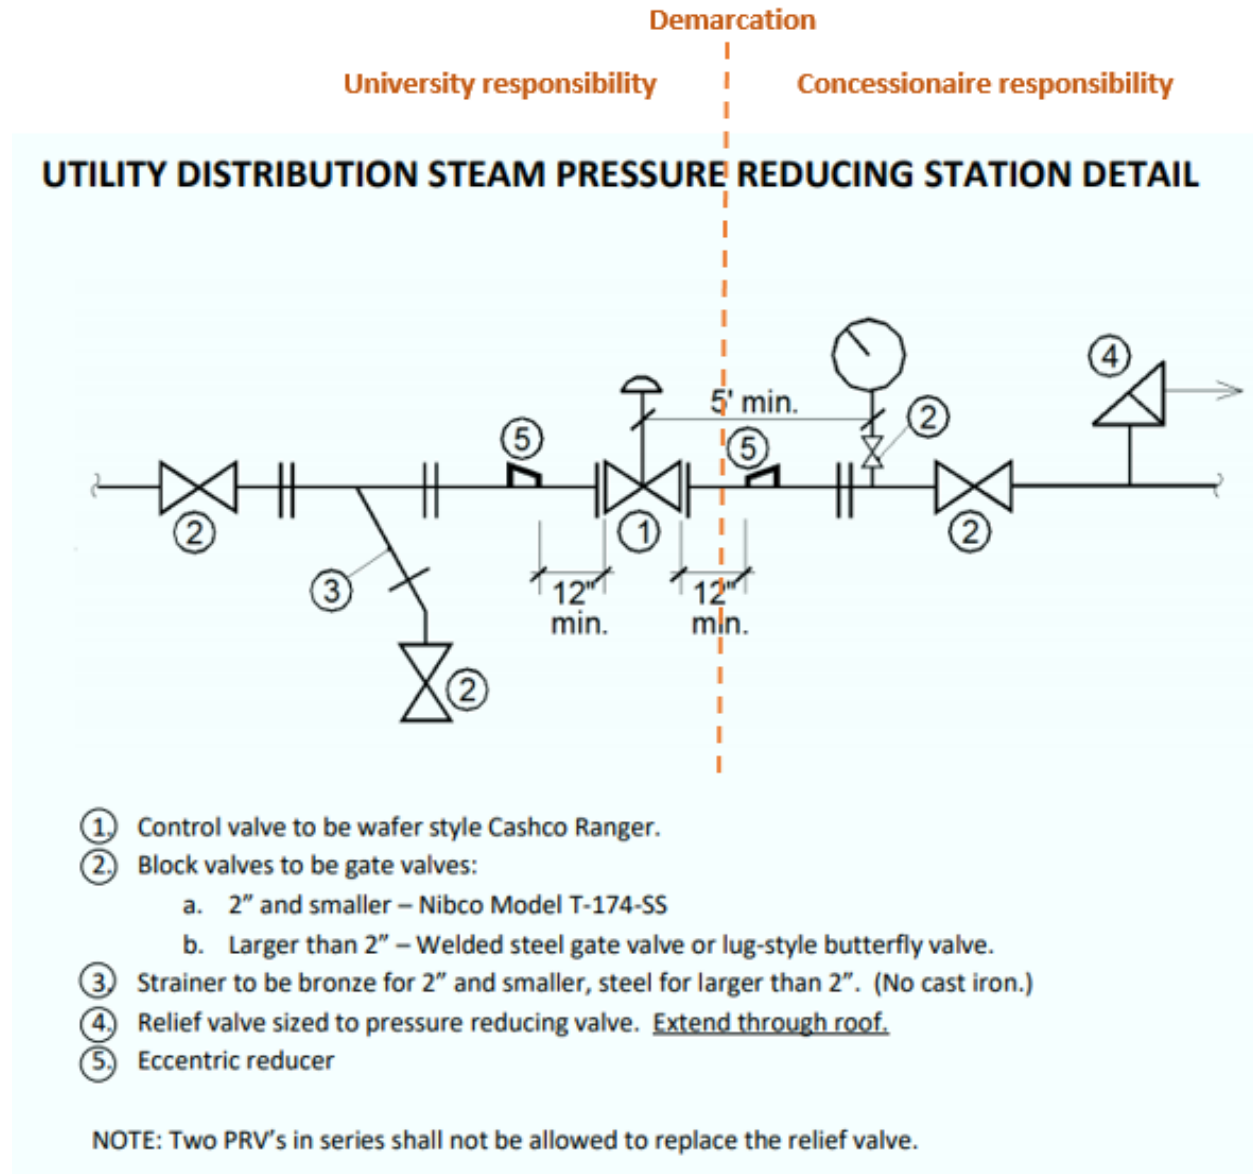 Demarcation
University responsibility
Concessionaire responsibility
UTILITY DISTRIBUTION STEAM PRESSURE REDUCING STATION DETAIL
4
5' min.
2
5
5
2
1
2
3
12"
min.
12"
min.
2
1. Control valve to be wafer style Cashco Ranger.
2. Block valves to be gate valves:
a. 2” and smaller – Nibco Model T-174-SS
b. Larger than 2” – Welded steel gate valve or lug-style butterfly valve.
3. Strainer to be bronze for 2” and smaller, steel for larger than 2”. (No cast iron.)
4. Relief valve sized to pressure reducing valve. Extend through roof.
5. Eccentric reducer
NOTE: Two PRV’s in series shall not be allowed to replace the relief valve.